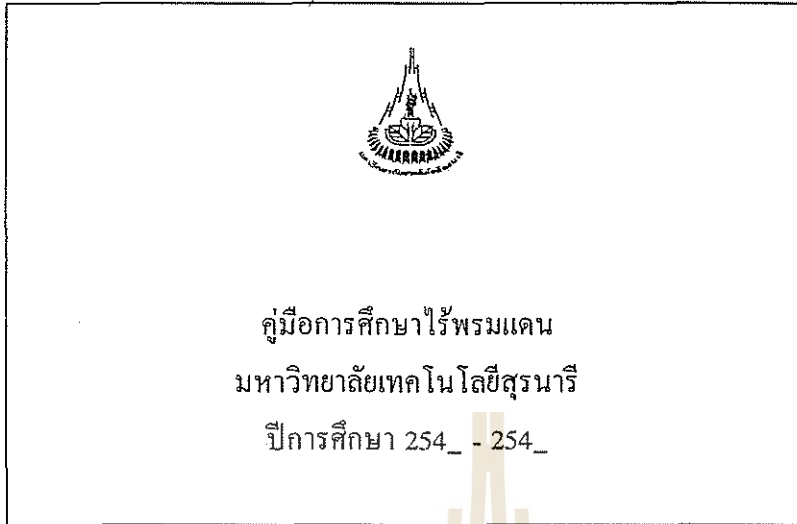 คู่มือการศึกษาไร้พรมแดน
มหาวิทยาลัยเทคโนโลยีสุรนารี
ปีการศึกษา 254_ - 254_